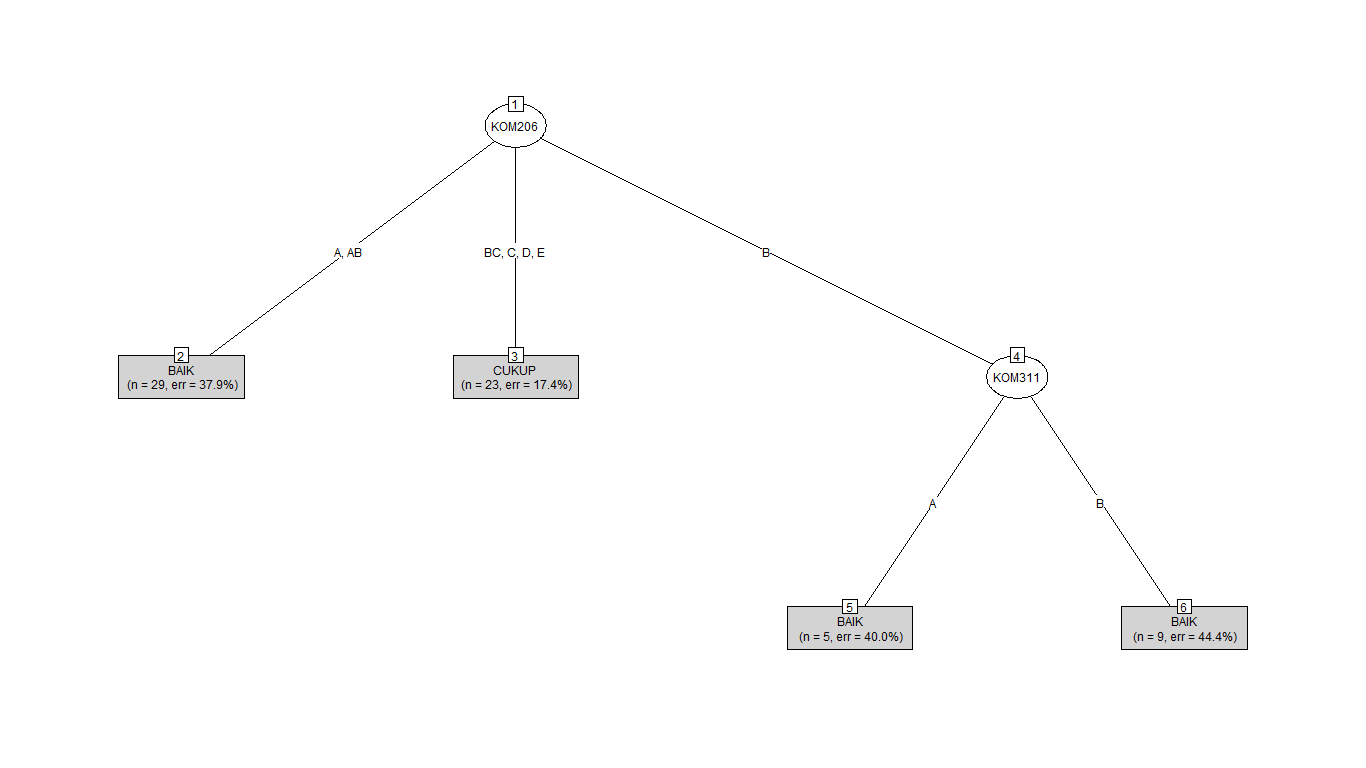 1
KOM206
A, AB
BC, C, D, E
B
2
BAIK
(n = 29, err = 37.9%)
3
CUKUP
(n = 23, err = 17.4%)
4
KOM311
A
B
5
BAIK
(n = 5, err = 40.0%)
6
BAIK
(n = 9, err = 44.4%)